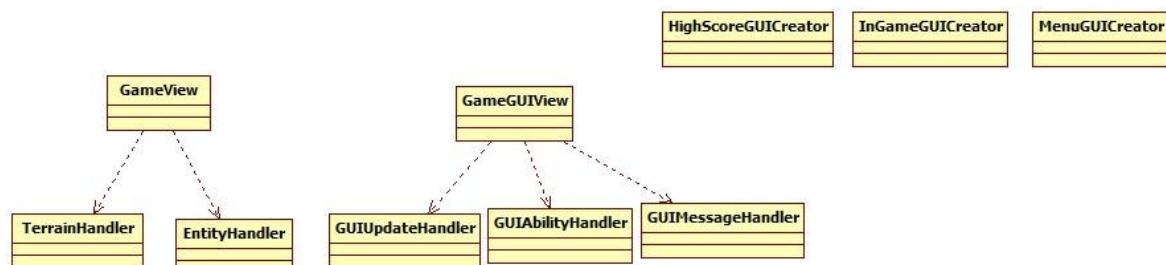 HighScoreGUICreator
InGameGUICreator
MenuGUICreator
GameView
GameGUIView
TerrainHandler
EntityHandler
GUIUpdateHandler
GUIAbilityHandler
GUIMessageHandler